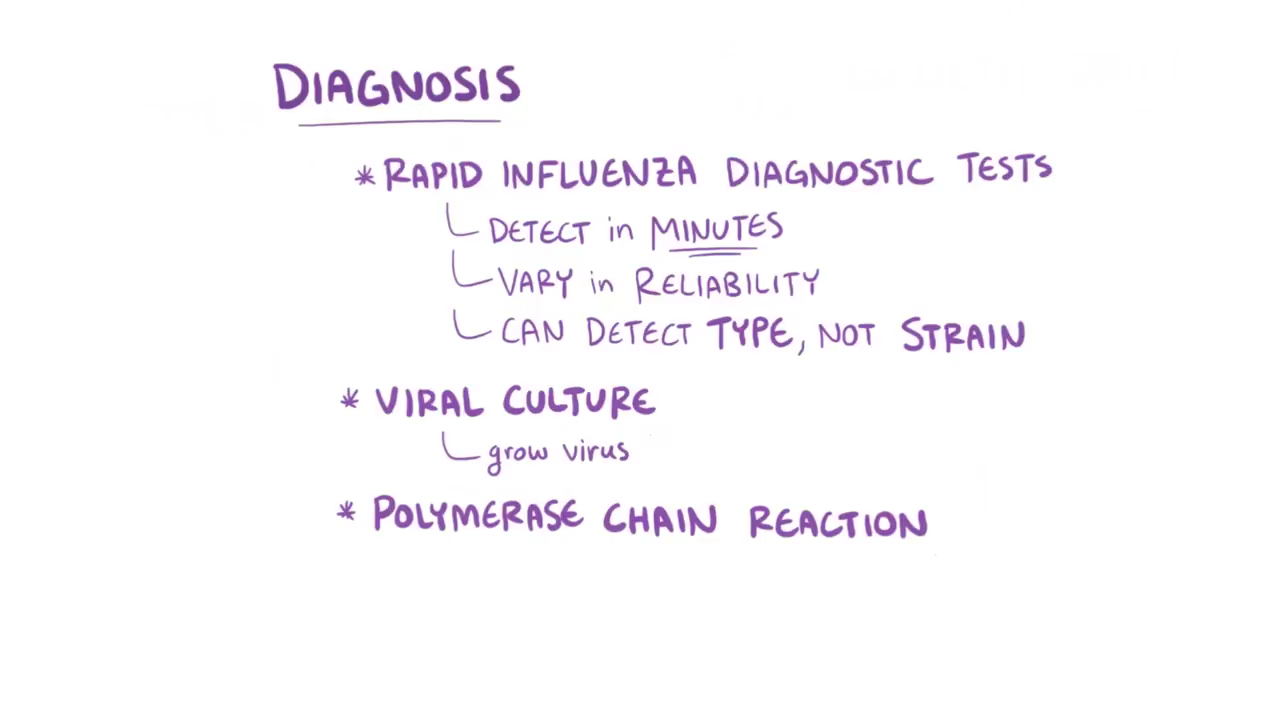 DIAGNOSIS
* RAPID INFLUENZA DIAGNOSTIC TESTS
DETECT in MINUTES
VARY in RELIABILITY
CAN DETECT TYPE, NOT STRAIN
* VIRAL CULTURE
grow virus
* POLYMERASE CHAIN REACTION